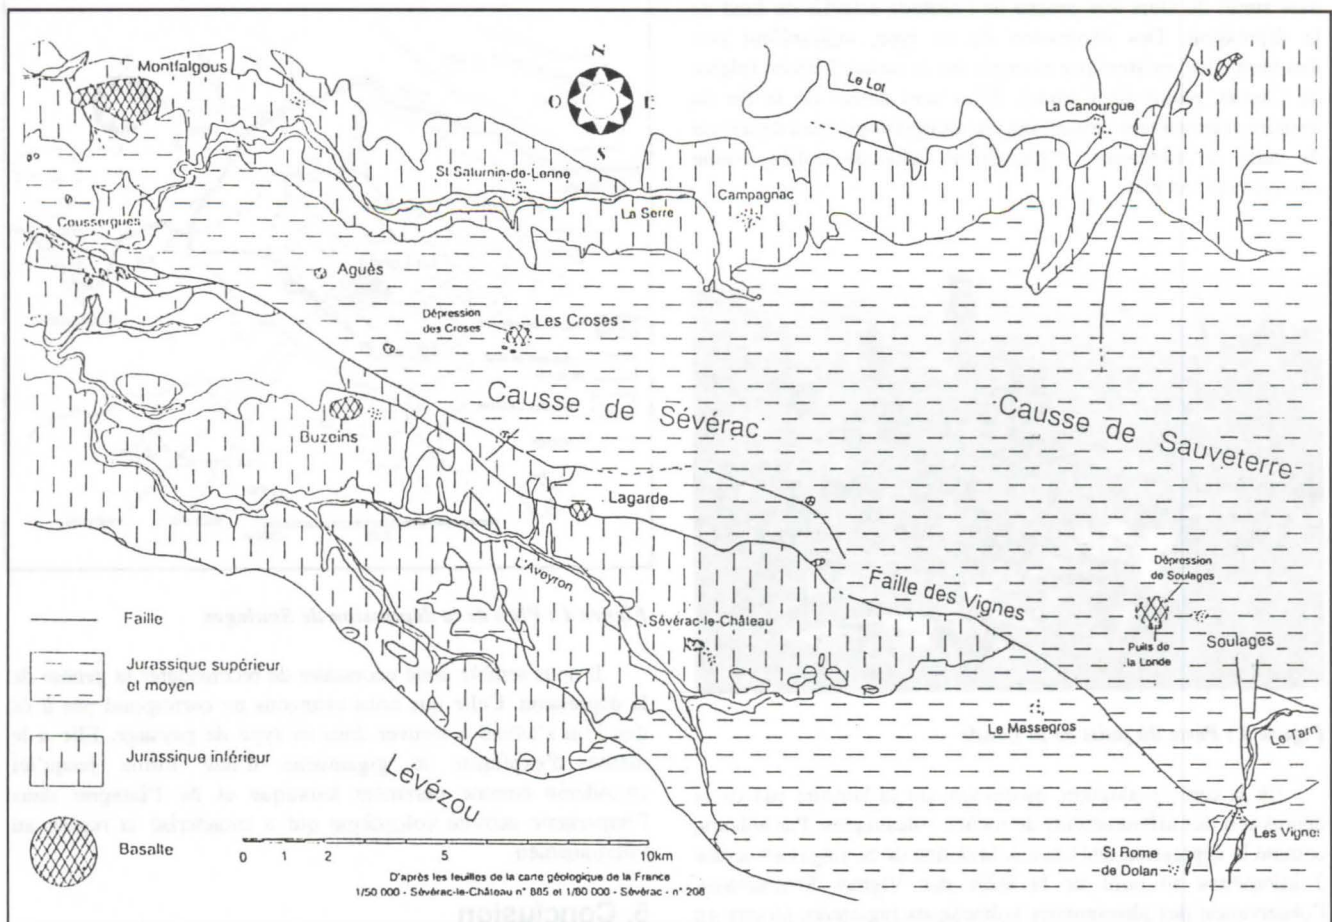 Montfalgous
N
O
E
S
Le Lot
La Canourgue
St Saturnin-de-Lenne
La Serre
Campagnac
Coussergues
Aguès
Dépression
des Croses
Les Croses
Causse de Sévérac
Causse de Sauveterre
Buzeins
Lagarde
L'Aveyron
Faille des Vignes
Dépression
de Soulages
Sévérac-le-Château
Puits de
la Londe
Soulages
Le Massegros
Le Tarn
Lévézou
Les Vignes
St Rome
de Dolan
Faille
Jurassique supérieur
et moyen
Jurassique inférieur
Basalte
0 1 2 5 10km
D'après les feuilles de la carte géologique de la France
1/50 000 - Sévérac-le-Château n° 885 et 1/80 000 - Sévérac - n° 208